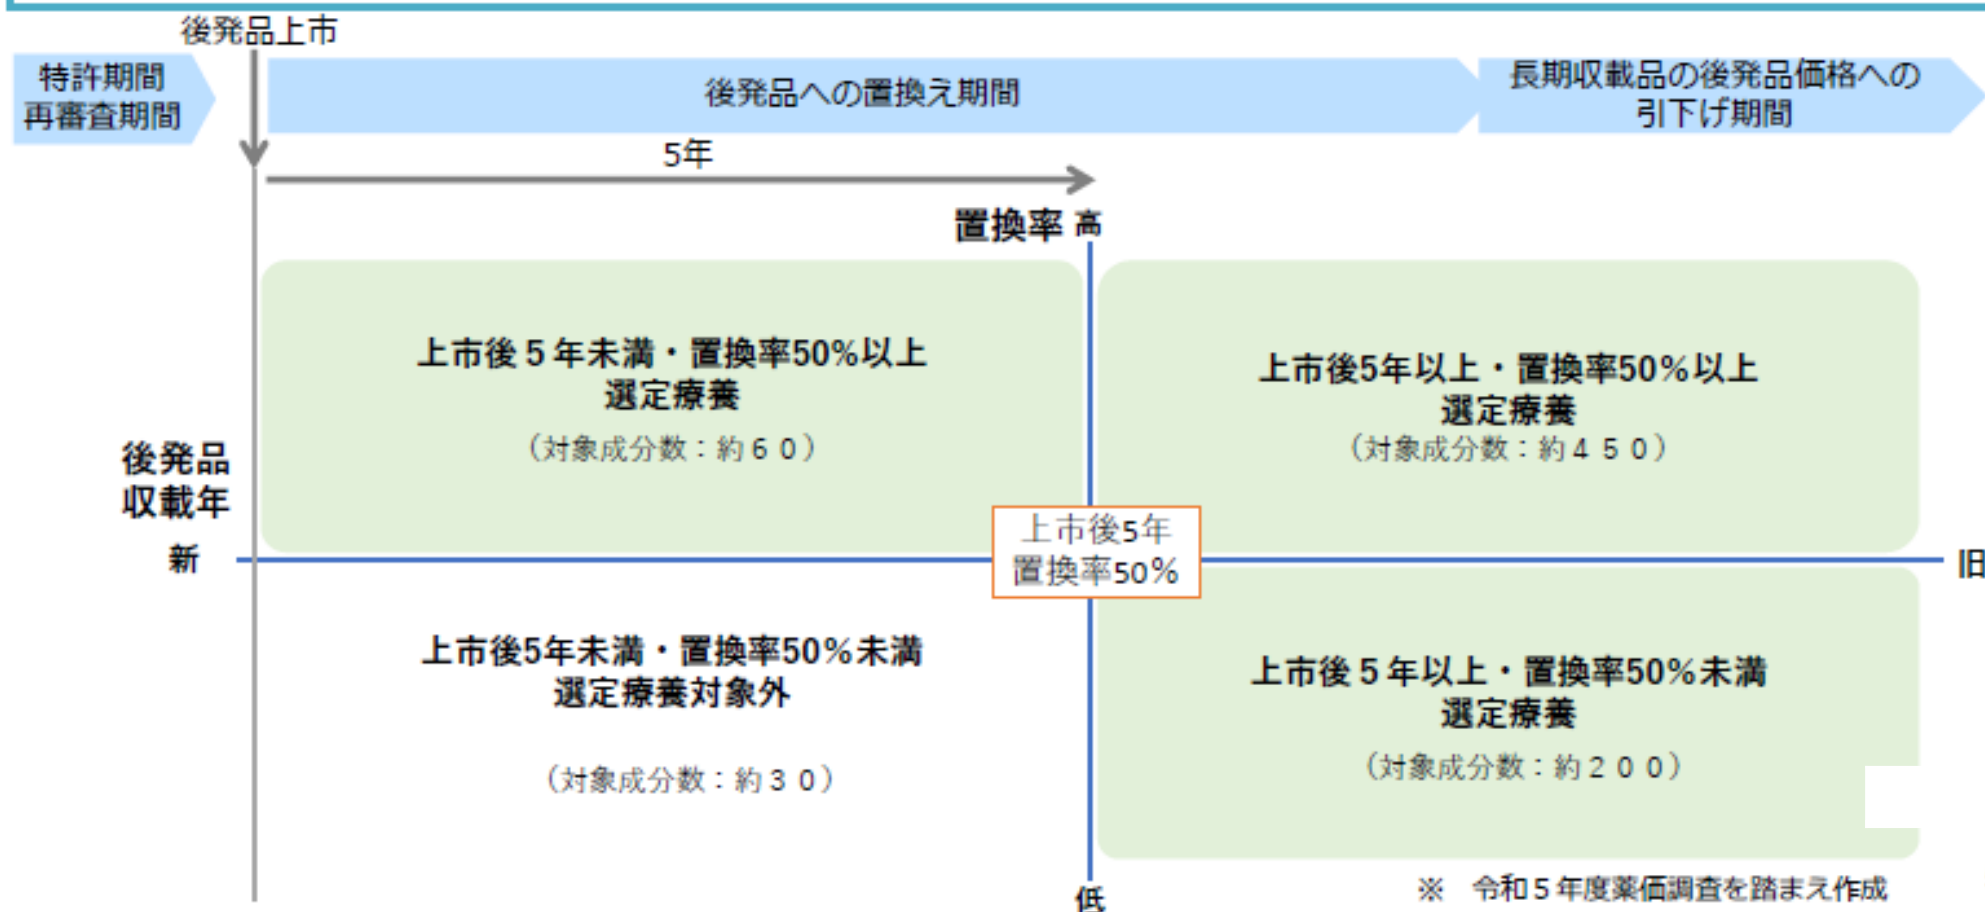 後発品上市
特許期間
再審査期間
後発品への置換え期間
長期収載品の後発品価格への
引下げ期間
5年
置換率 高
上市後５年未満・置換率50%以上
選定療養
（対象成分数：約６０）
上市後5年以上・置換率50%以上
選定療養
（対象成分数：約４５０）
後発品
収載年
新
上市後5年
置換率50%
旧
上市後5年未満・置換率50%未満
選定療養対象外
（対象成分数：約３０）
上市後５年以上・置換率50%未満
選定療養
（対象成分数：約２００）
低
※　令和５年度薬価調査を踏まえ作成